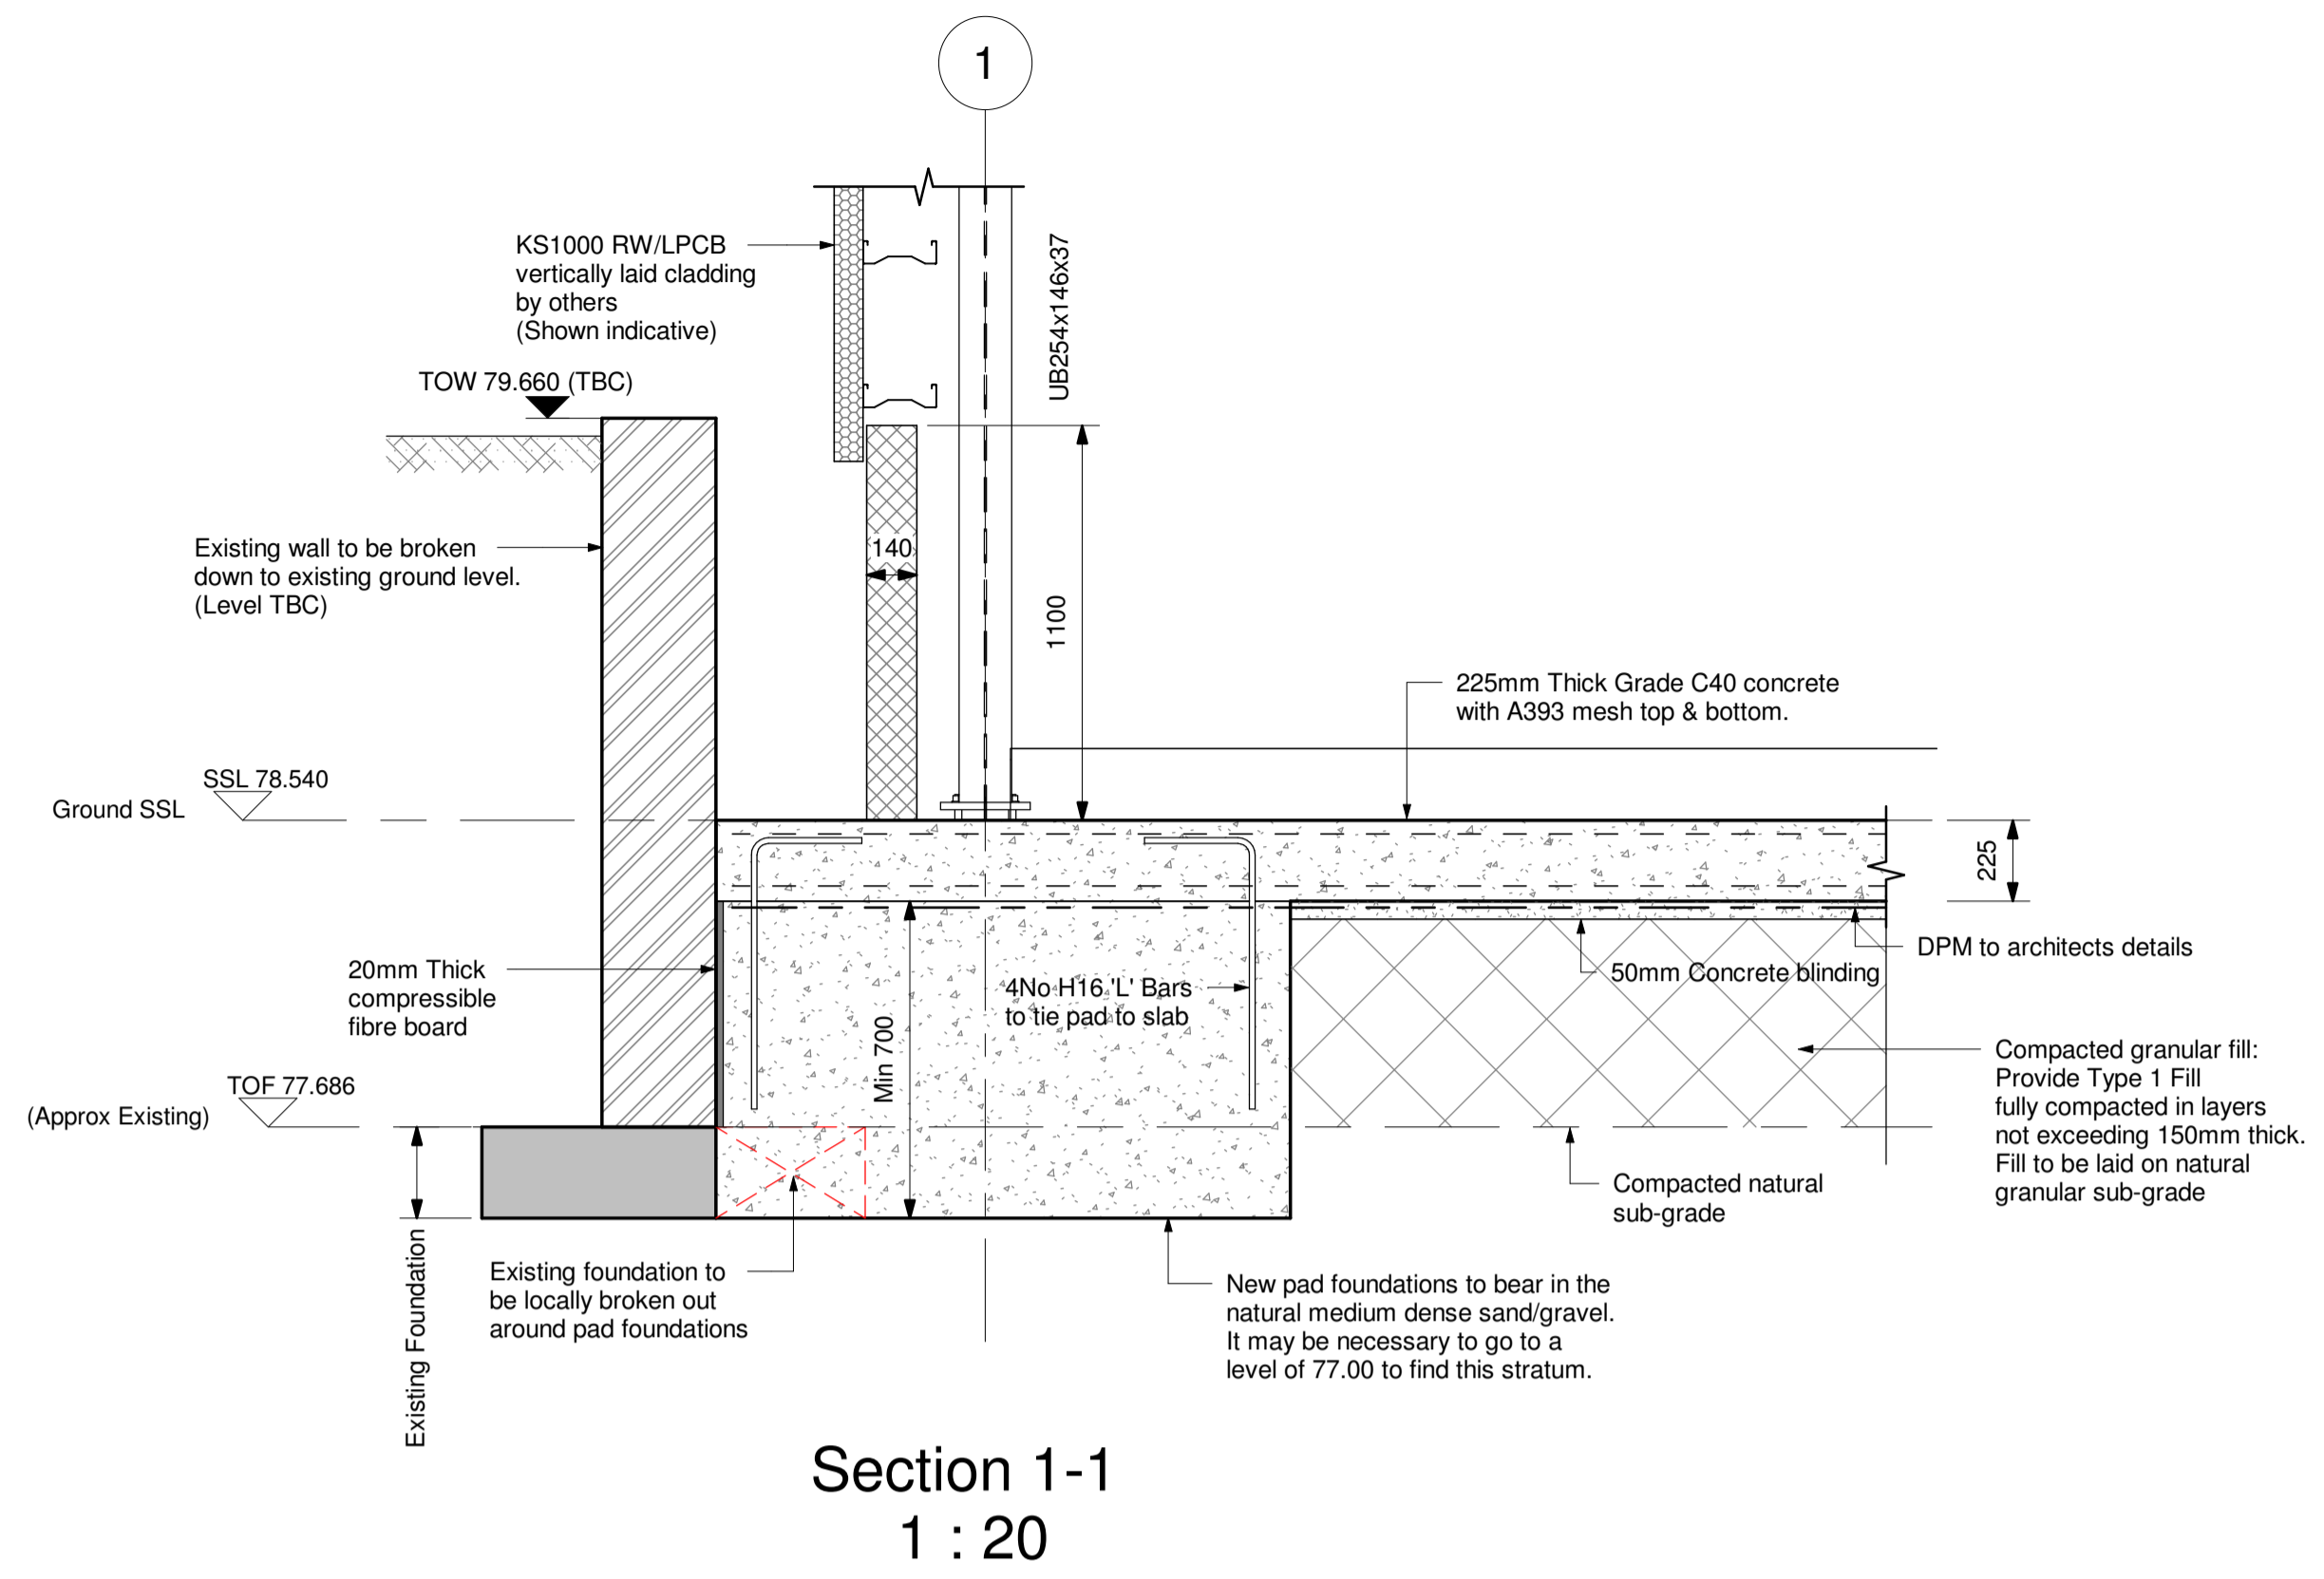 1
KS1000 RW/LPCB
vertically laid cladding
by others
(Shown indicative)
UB254x146x37
TOW 79.660 (TBC)
Existing wall to be broken
down to existing ground level.
(Level TBC)
140
1100
225mm Thick Grade C40 concrete
with A393 mesh top & bottom.
SSL 78.540
Ground SSL
225
DPM to architects details
50mm Concrete blinding
20mm Thick
compressible
fibre board
4No H16 'L' Bars
to tie pad to slab
Min 700
Compacted granular fill:
Provide Type 1 Fill
fully compacted in layers
not exceeding 150mm thick.
Fill to be laid on natural
granular sub-grade
TOF 77.686
(Approx Existing)
Compacted natural
sub-grade
Existing Foundation
Existing foundation to
be locally broken out
around pad foundations
New pad foundations to bear in the
natural medium dense sand/gravel.
It may be necessary to go to a
level of 77.00 to find this stratum.
Section 1-1
1 : 20